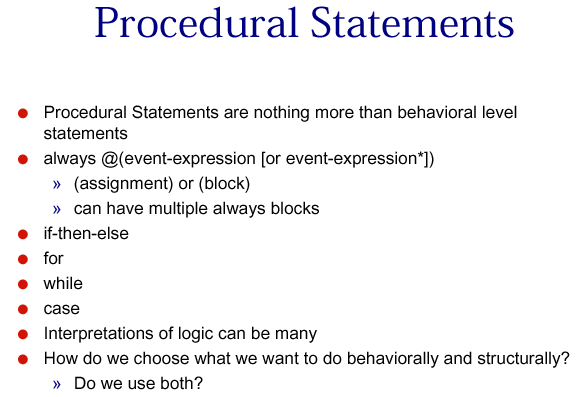 Procedural Statements
Procedural Statements are nothing more than behavioral level
statements
always @(event-expression [or event-expression*])
» (assignment) or (block)
» can have multiple always blocks
if-then-else
for
while
case
Interpretations of logic can be many
How do we choose what we want to do behaviorally and structurally?
» Do we use both?